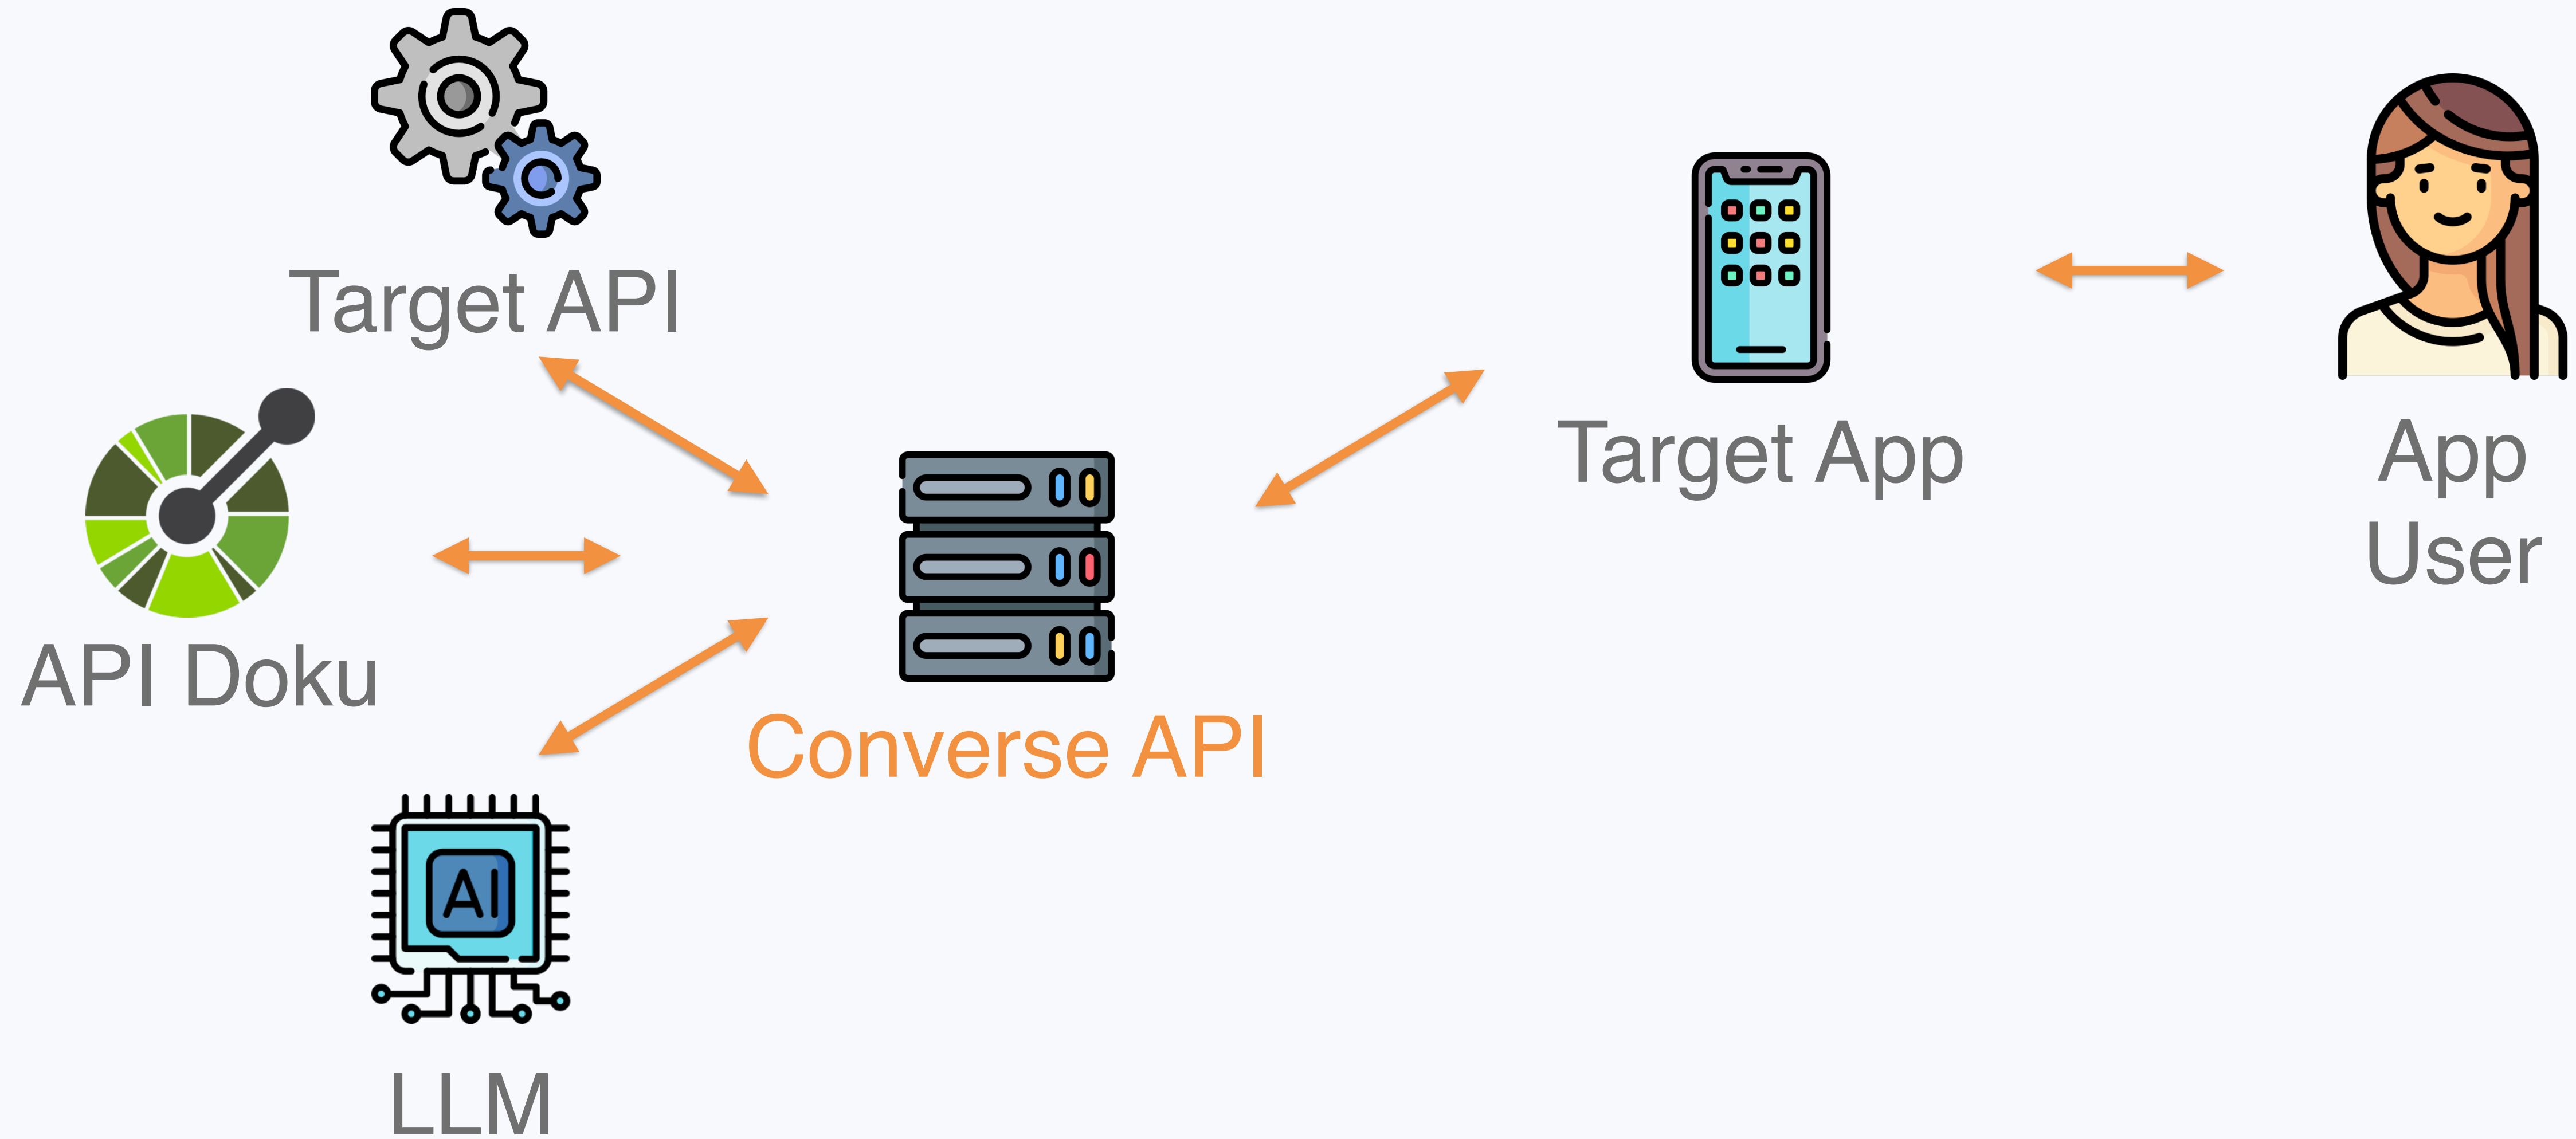 Target API
API Doku
AI
LLM
Converse API
Target App
App
User